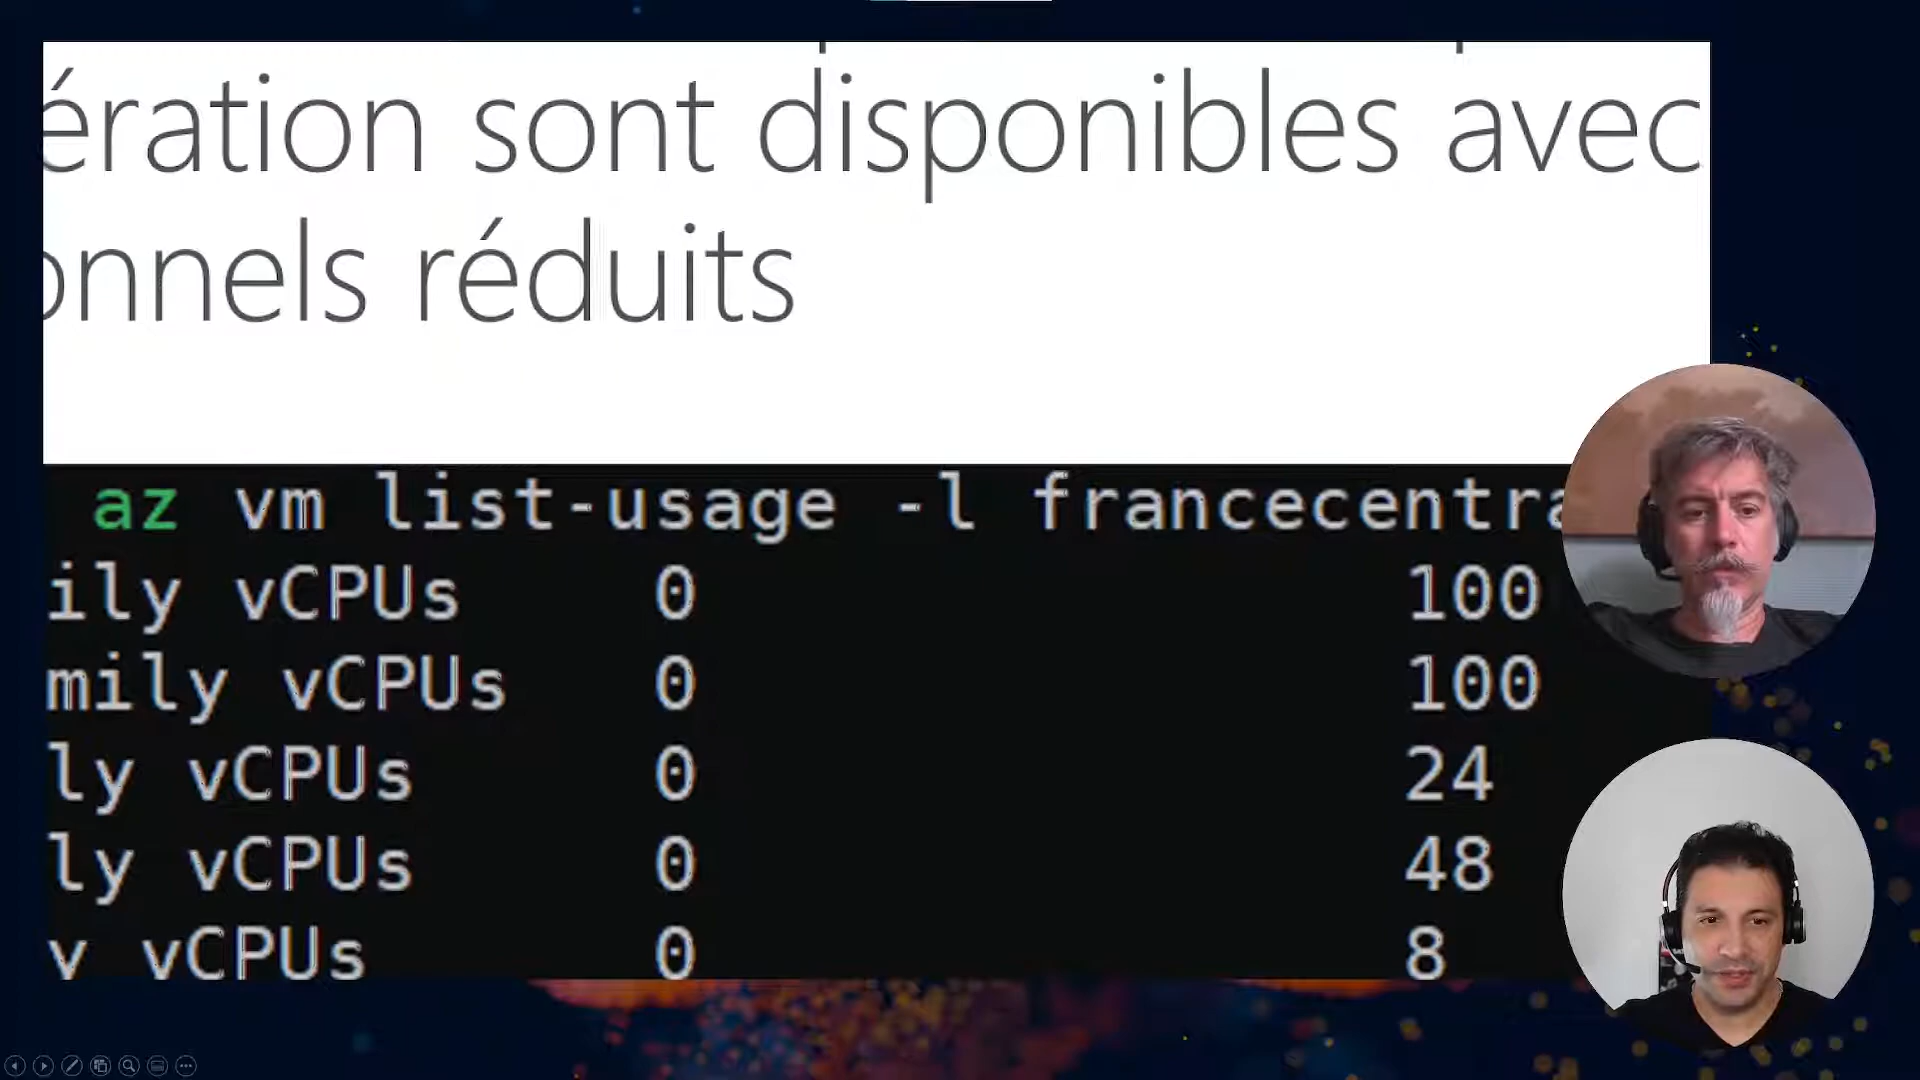 ération sont disponibles avec
onnels réduits
az vm list-usage -l francecentra
ily vCPUs 0 100
mily vCPUs 0 100
ly vCPUs 0 24
ly vCPUs 0 48
v vCPUs 0 8